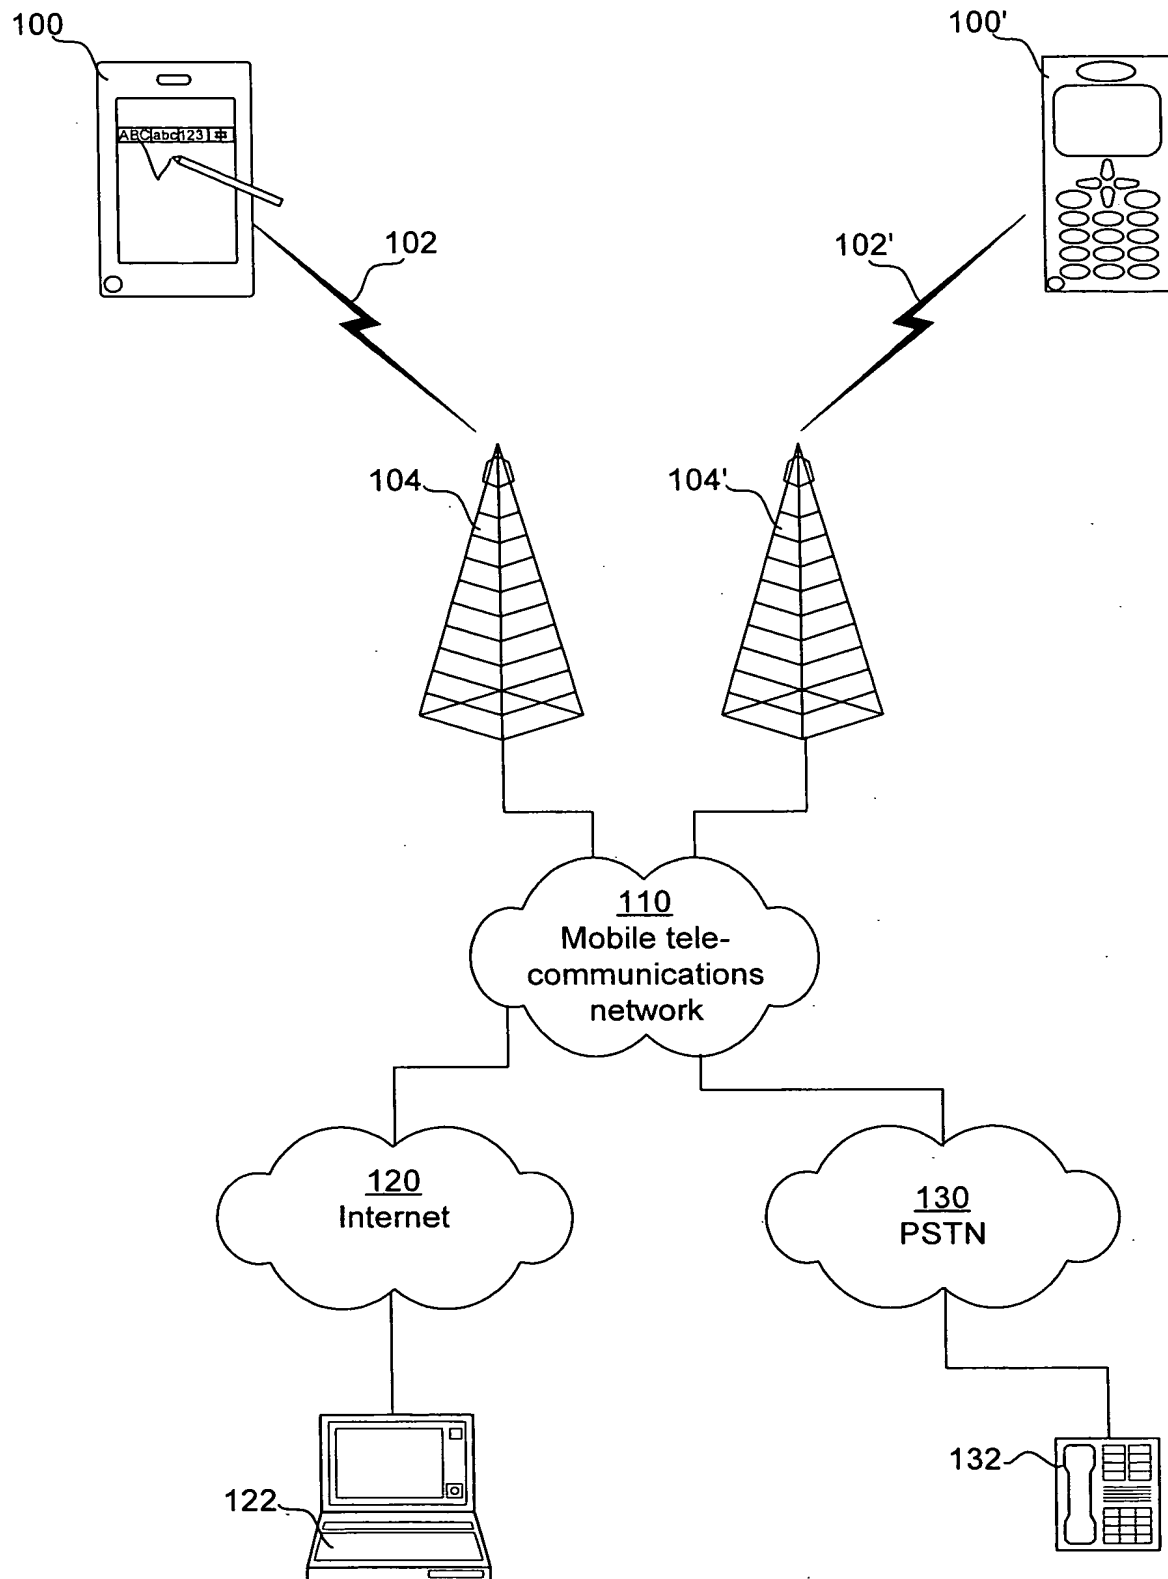 100
100'
ABC abc 123 中
102
102'
104
104'
110
Mobile tele-
communications
network
120
Internet
130
PSTN
122
132